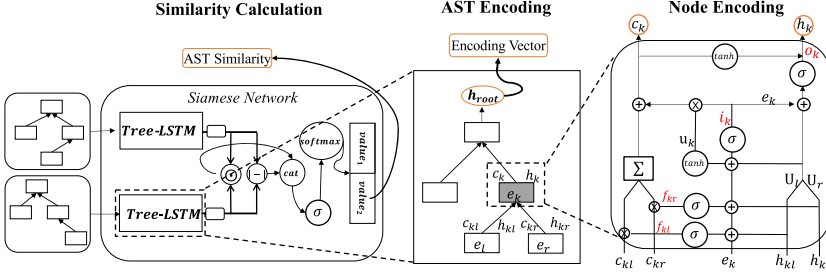 Similarity Calculation
AST Similarity
Siamese Network
Tree-LSTM
Tree-LSTM
|−|
cat
σ
softmax
value₁
value₂
AST Encoding
Encoding Vector
h_root
c_k h_k
e_k
c_kl h_kl c_kr h_kr
e_l e_r
Node Encoding
c_k h_k
tanh o_k
σ
e_k
i_k
u_k σ
tanh
Σ U_l U_r
f_kr σ
f_kl σ
c_kl c_kr e_k h_kl h_k